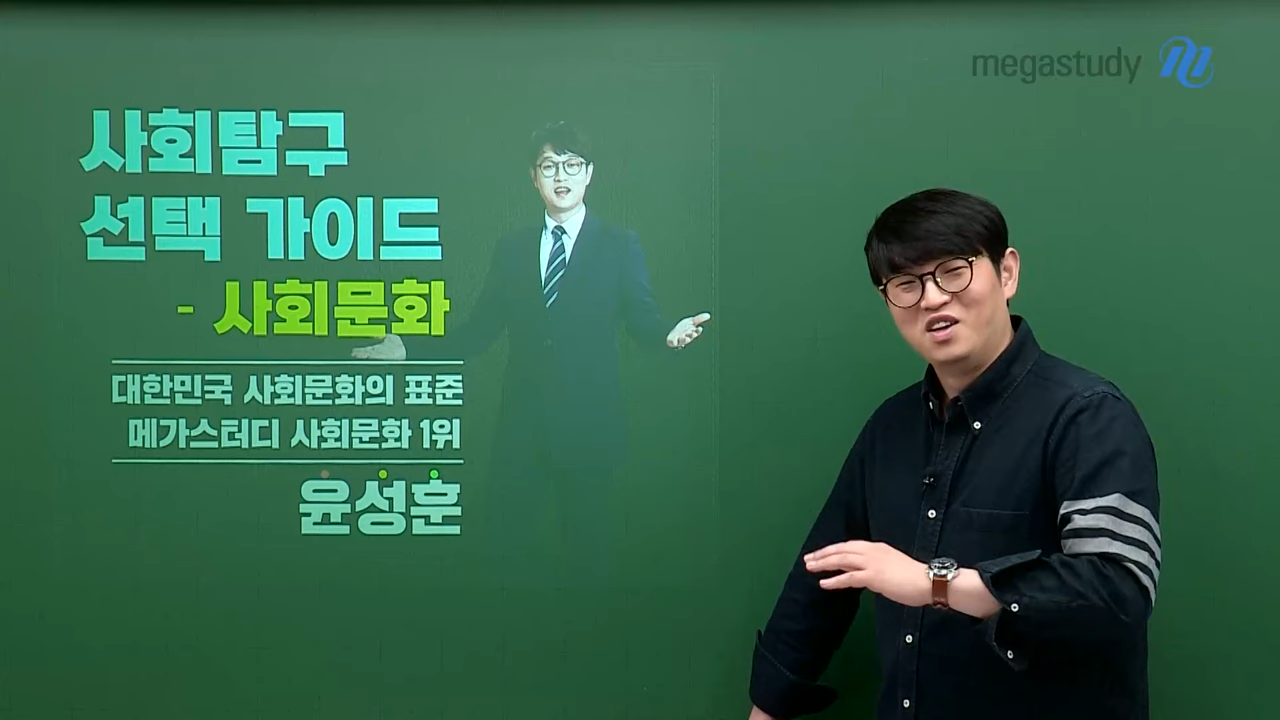 megastudy
사회탐구
선택 가이드
- 사회문화
대한민국 사회문화의 표준
메가스터디 사회문화 1위
윤성훈